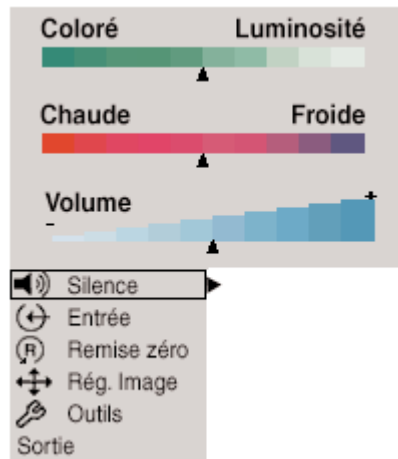 Coloré Luminosité
Chaude Froide
Volume
- +
Silence
Entrée
R Remise zéro
Rég. Image
Outils
Sortie